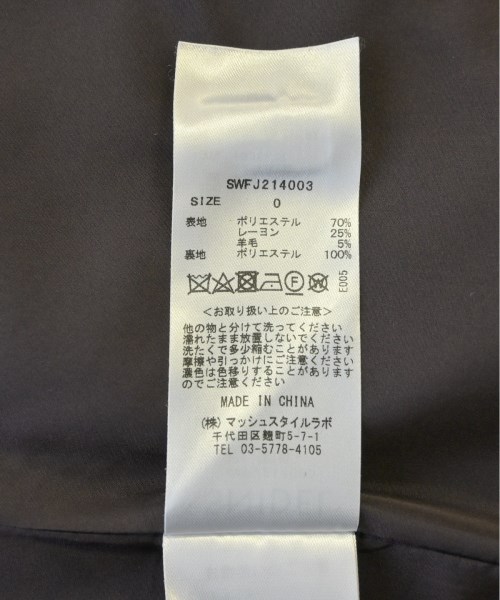 SWFJ214003
SIZE 0
表地 ポリエステル 70%
レーヨン 25%
羊毛 5%
裏地 ポリエステル 100%
E005
＜お取り扱い上のご注意＞
他の物と分けて洗ってください
濡れたまま放置しないでください
洗たくで多少縮むことがあります
摩擦や引っかけにご注意ください
濃色は色移りすることがあります
のでご注意ください
MADE IN CHINA
(株)マッシュスタイルラボ
千代田区麹町5-7-1
TEL 03-5778-4105